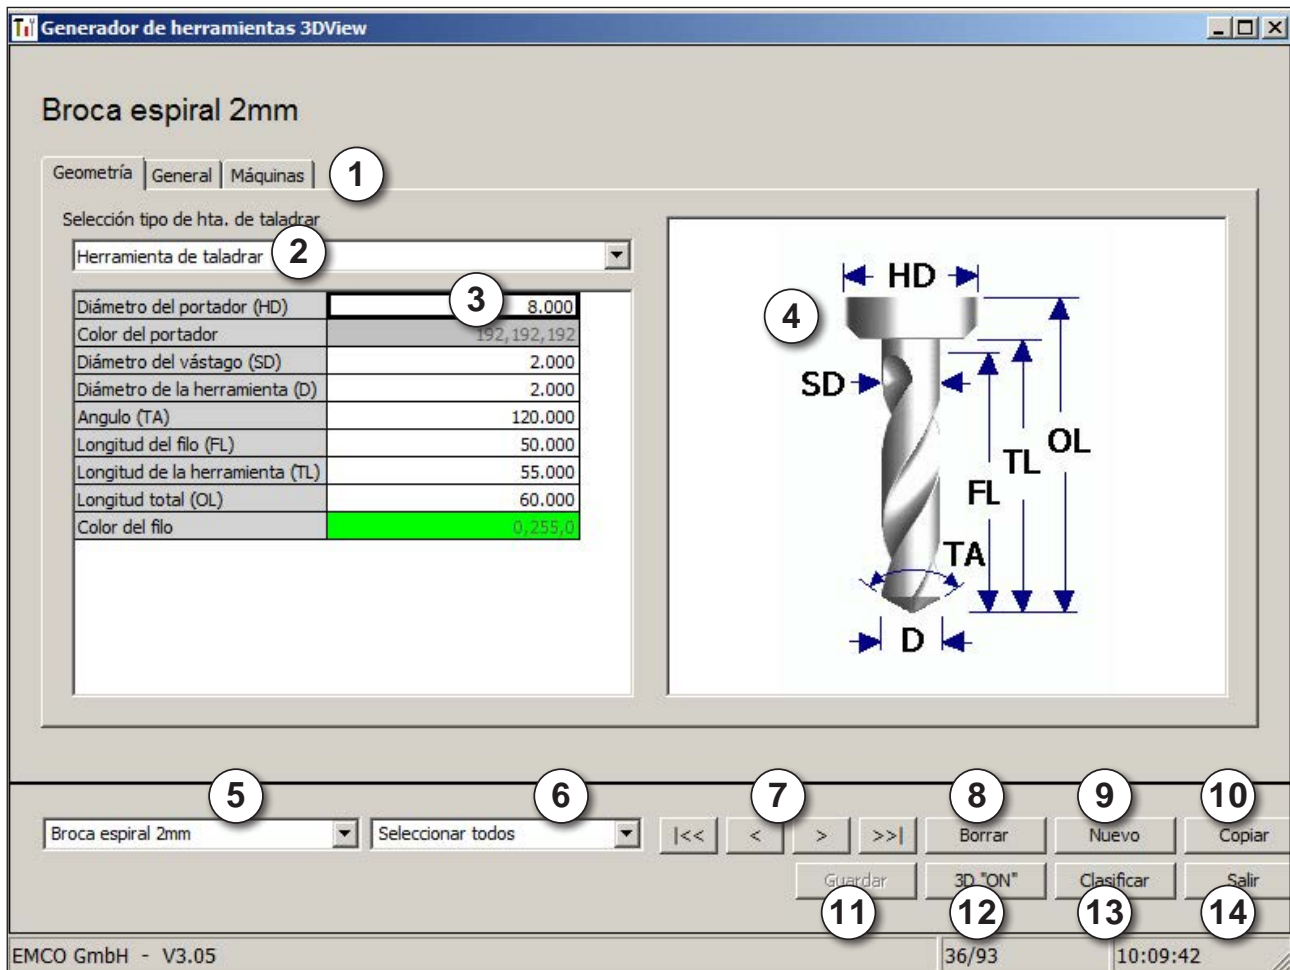 Generador de herramientas 3DView
Broca espiral 2mm
Geometría General Máquinas 1
Selección tipo de hta. de taladrar
Herramienta de taladrar 2
3
Diámetro del portador (HD) 8.000
Color del portador 192,192,192
Diámetro del vástago (SD) 2.000
Diámetro de la herramienta (D) 2.000
Angulo (TA) 120.000
Longitud del filo (FL) 50.000
Longitud de la herramienta (TL) 55.000
Longitud total (OL) 60.000
Color del filo 0,255,0
HD
4
SD
OL
TL
FL
TA
D
5 6 7 8 9 10
Broca espiral 2mm Seleccionar todos |<< < > >>| Borrar Nuevo Copiar
Guardar 3D "ON" Clasificar Salir
11 12 13 14
EMCO GmbH - V3.05 36/93 10:09:42